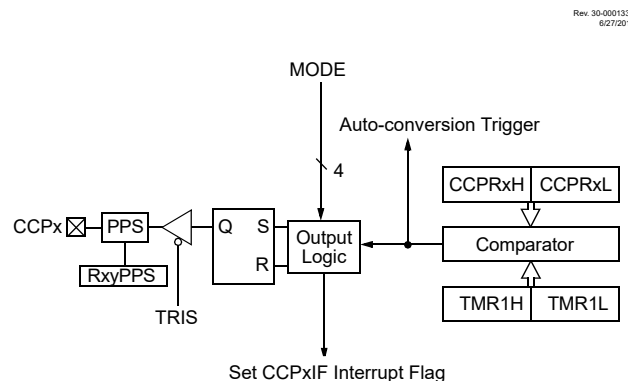 Rev. 30-000133
6/27/201
MODE
Auto-conversion Trigger
4
CCPRxH CCPRxL
CCPx PPS Q S Output Logic Comparator
R
RxyPPS
TMR1H TMR1L
TRIS
Set CCPxIF Interrupt Flag